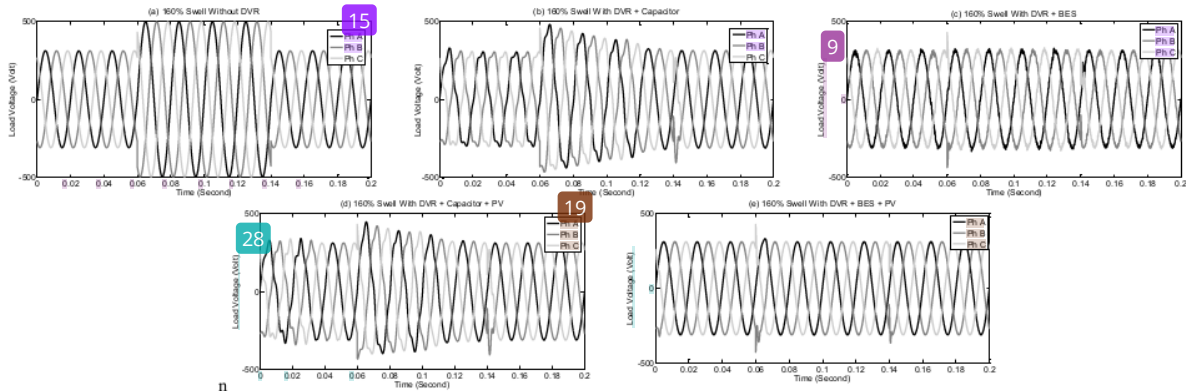 (a) 160% Swell Without DVR
15
500
0
-500
Load Voltage (Volt)
Ph A
Ph B
Ph C
0 0.02 0.04 0.06 0.08 0.1 0.12 0.14 0.16 0.18 0.2
Time (Second)
(b) 160% Swell With DVR + Capacitor
500
0
-500
Load Voltage (Volt)
Ph A
Ph B
Ph C
0 0.02 0.04 0.06 0.08 0.1 0.12 0.14 0.16 0.18 0.2
Time (Second)
(c) 160% Swell With DVR + BES
9
500
0
-500
Load Voltage (Volt)
Ph A
Ph B
Ph C
0 0.02 0.04 0.06 0.08 0.1 0.12 0.14 0.16 0.18 0.2
Time (Second)
(d) 160% Swell With DVR + Capacitor + PV
19
28
500
0
-500
Load Voltage (Volt)
Ph A
Ph B
Ph C
0 0.02 0.04 0.06 0.08 0.1 0.12 0.14 0.16 0.18 0.2
Time (Second)
(e) 160% Swell With DVR + BES + PV
500
0
-500
Load Voltage (Volt)
Ph A
Ph B
Ph C
0 0.02 0.04 0.06 0.08 0.1 0.12 0.14 0.16 0.18 0.2
Time (Second)
n